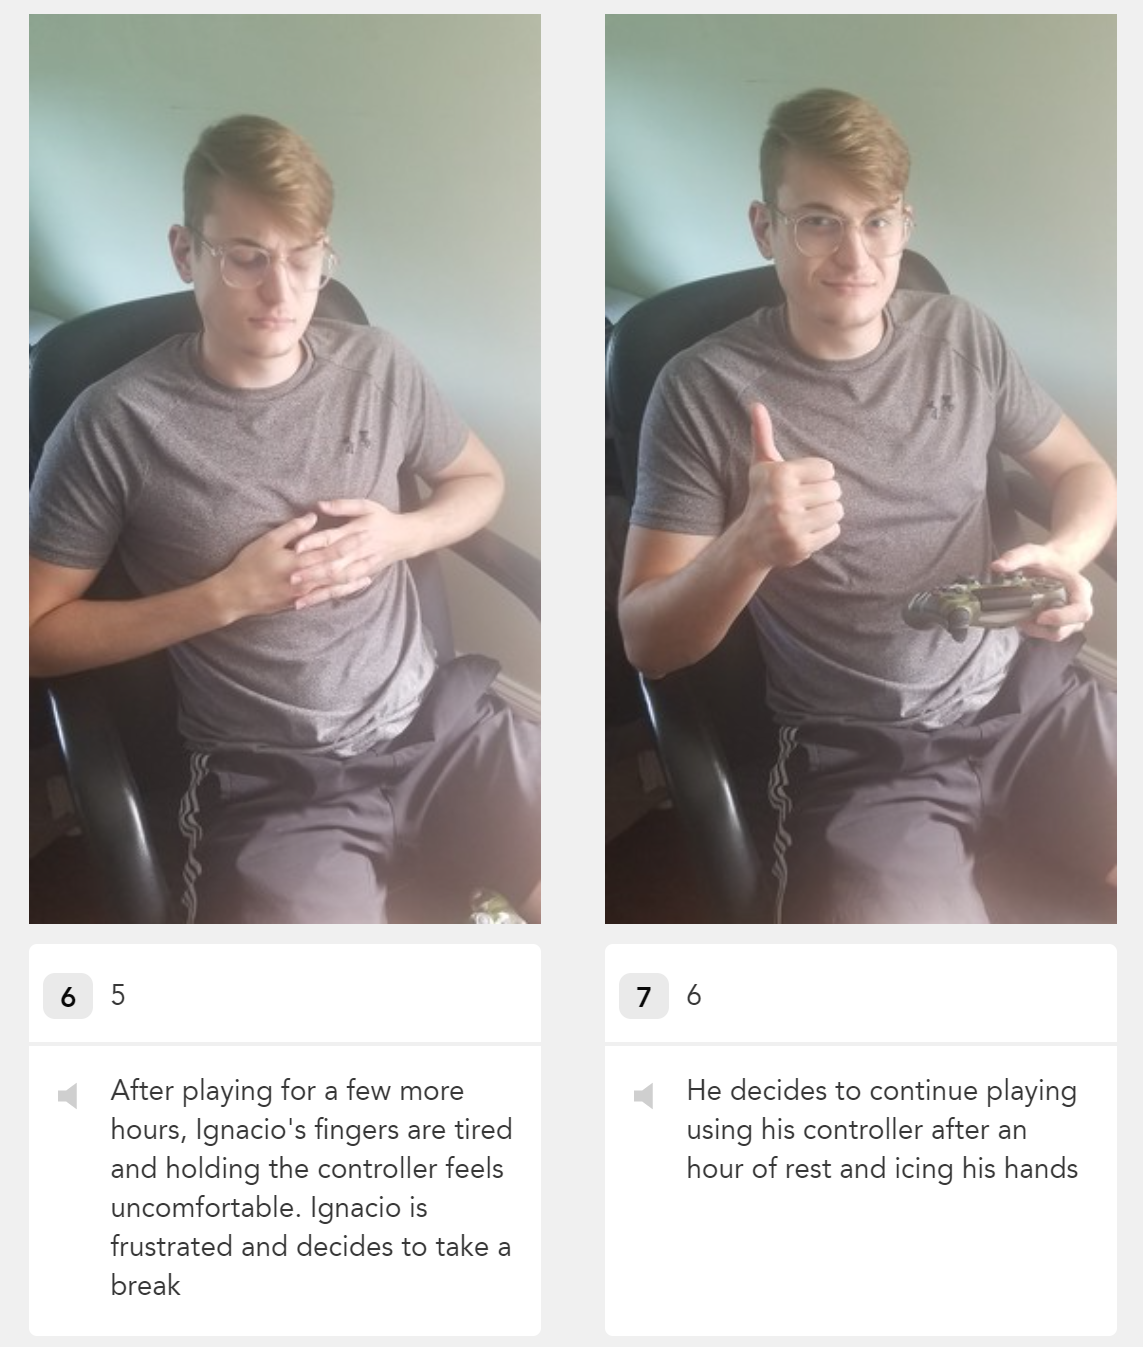 6 5
After playing for a few more
hours, Ignacio's fingers are tired
and holding the controller feels
uncomfortable. Ignacio is
frustrated and decides to take a
break
7 6
He decides to continue playing
using his controller after an
hour of rest and icing his hands